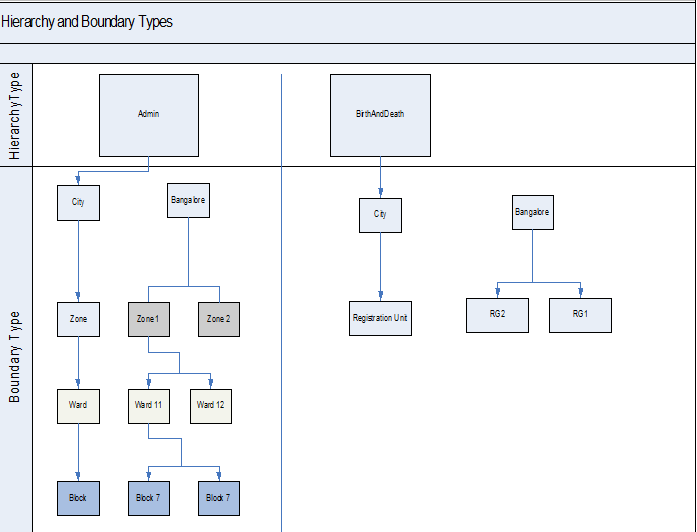 Hierarchy and Boundary Types
Hierarchy Type
Admin
BirthAndDeath
Boundary Type
City
Bangalore
City
Bangalore
Zone
Zone 1
Zone 2
Registration Unit
RG2
RG1
Ward
Ward 11
Ward 12
Block
Block 7
Block 7